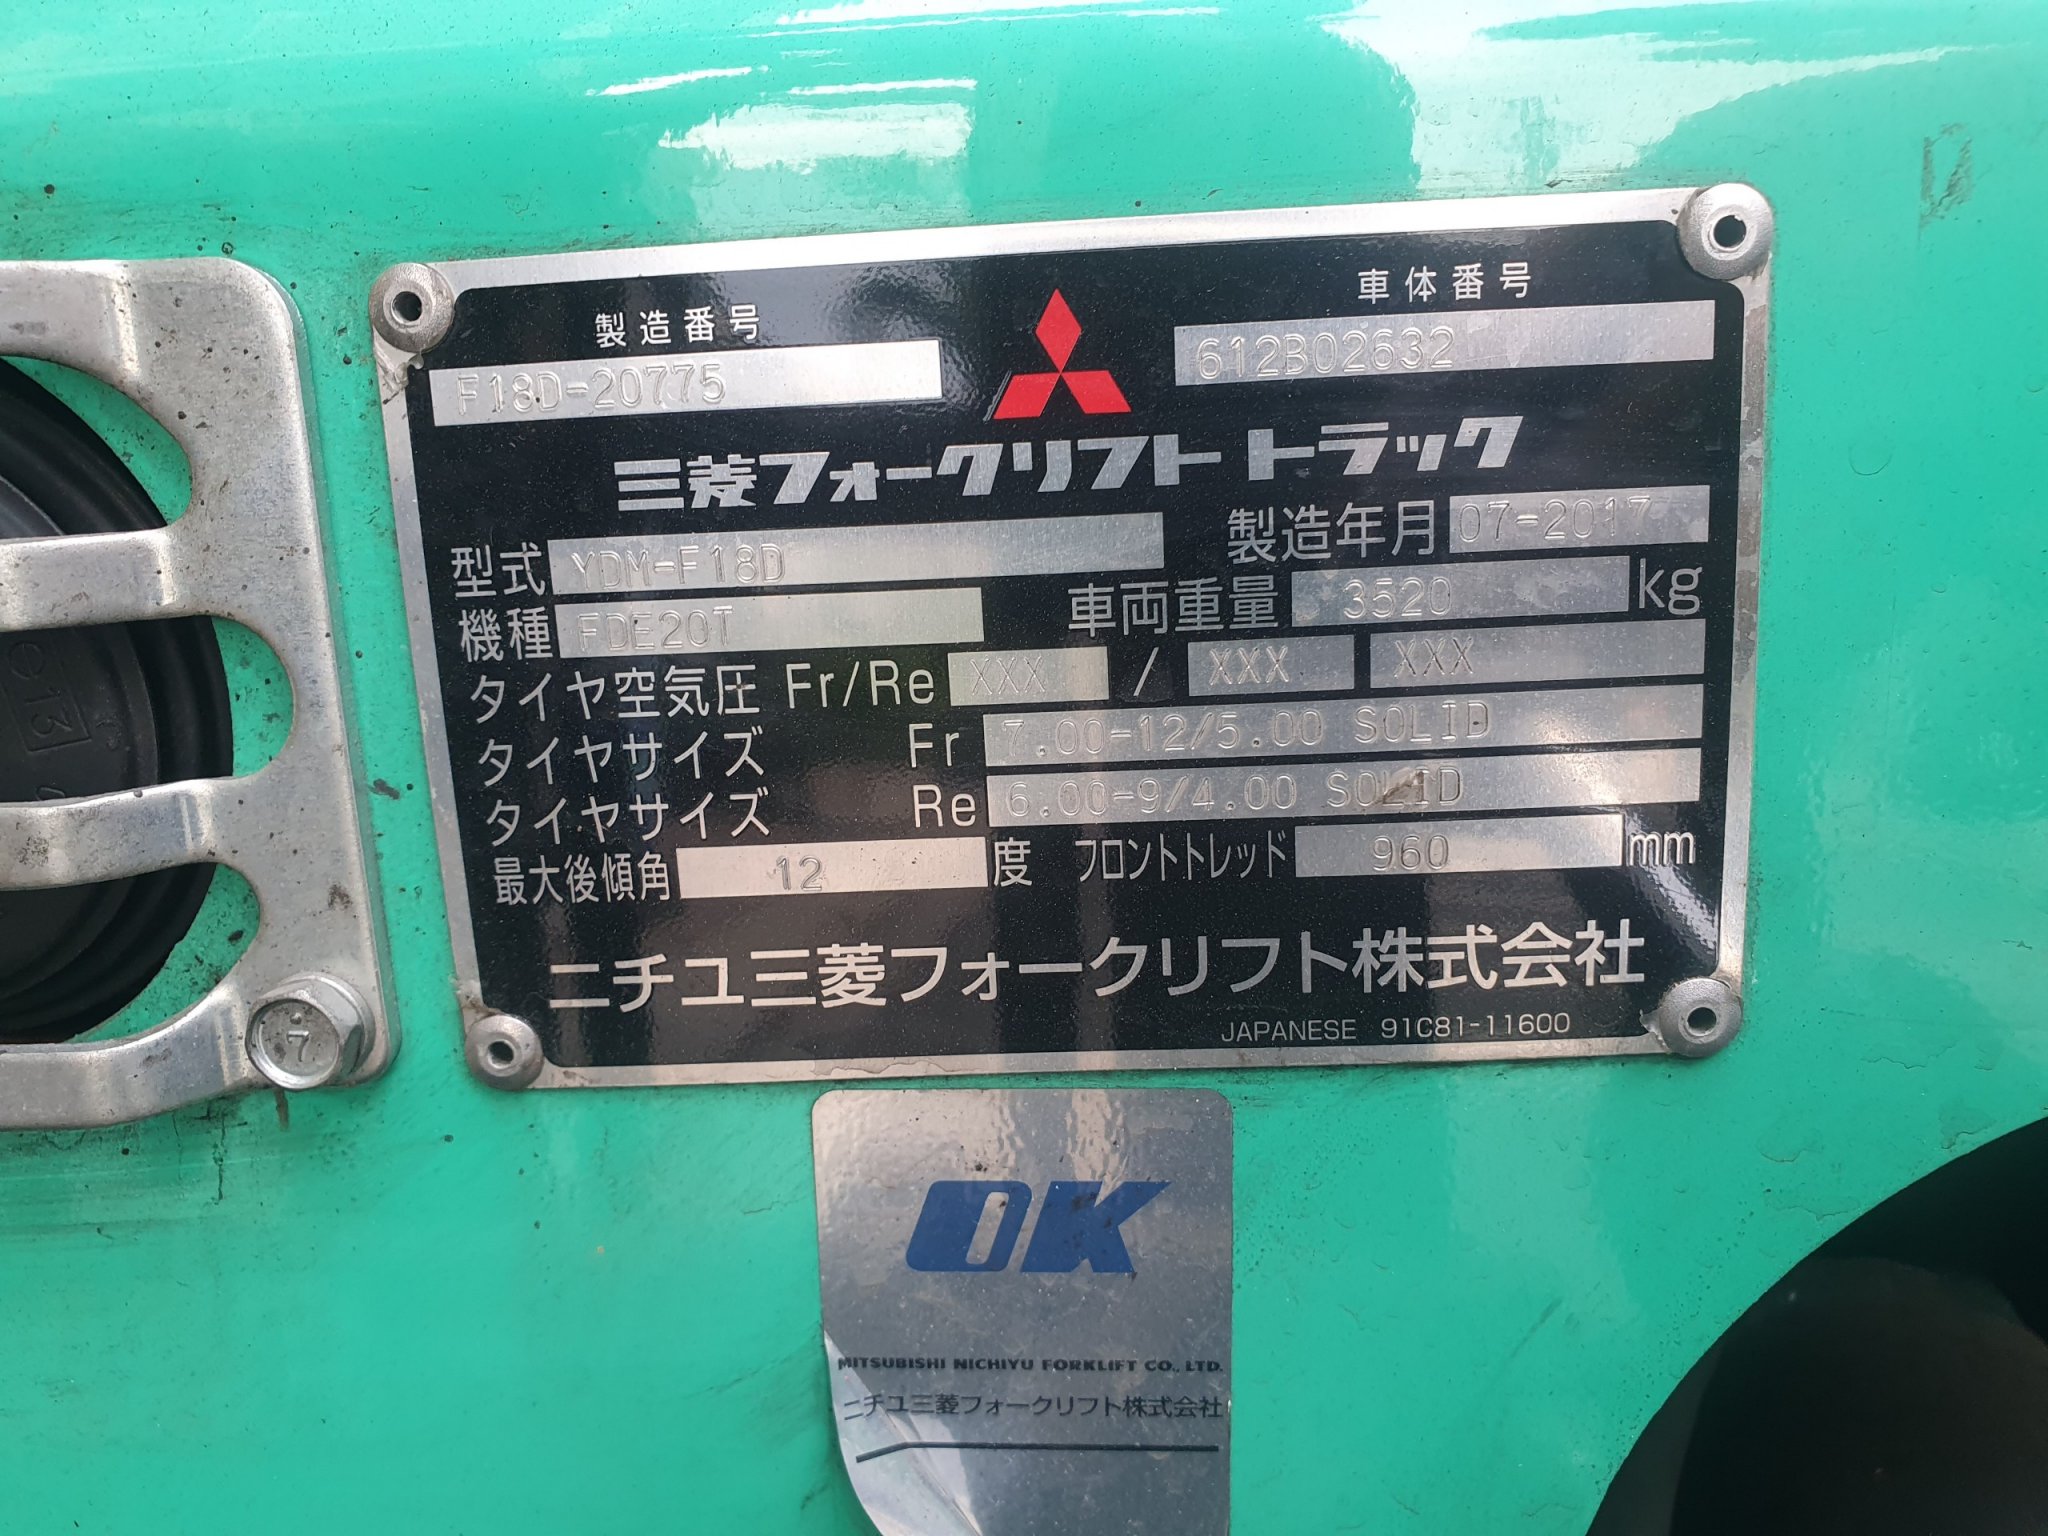 製造番号
F18D-20775
車体番号
612B02632
三菱フォークリフト トラック
型式 YDM-F18D
製造年月 07-2017
機種 FDE20T
車両重量 3520 kg
タイヤ空気圧 Fr/Re XXX / XXX XXX
タイヤサイズ Fr 7.00-12/5.00 SOLID
タイヤサイズ Re 6.00-9/4.00 SOLID
最大後傾角 12 度 フロントトレッド 960 mm
ニチユ三菱フォークリフト株式会社
JAPANESE 91C81-11600
OK
MITSUBISHI NICHIYU FORKLIFT CO., LTD.
ニチユ三菱フォークリフト株式会社
7
13